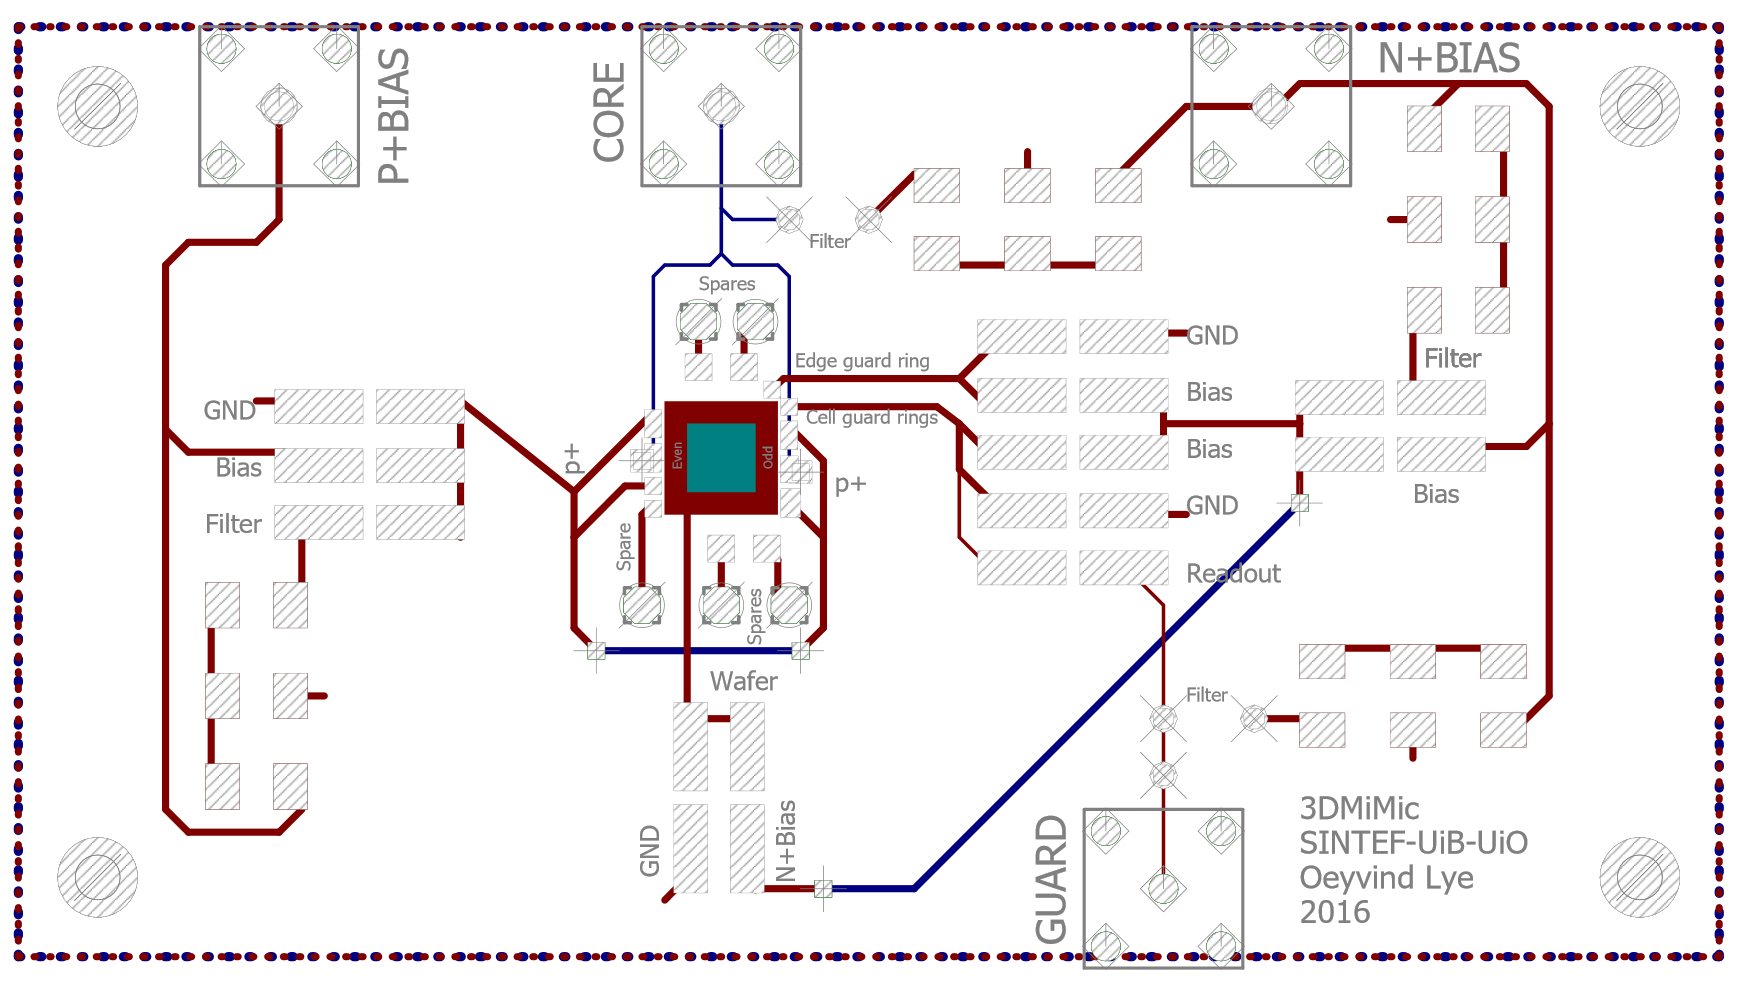 P+BIAS
CORE
N+BIAS
Filter
Spares
GND
Edge guard ring
Filter
Bias
GND
Cell guard rings
p+
Even
Odd
Bias
Bias
p+
Bias
Filter
GND
Spare
Readout
Spares
Wafer
Filter
GND
N+Bias
GUARD
3DMiMic
SINTEF-UiB-UiO
Oeyvind Lye
2016